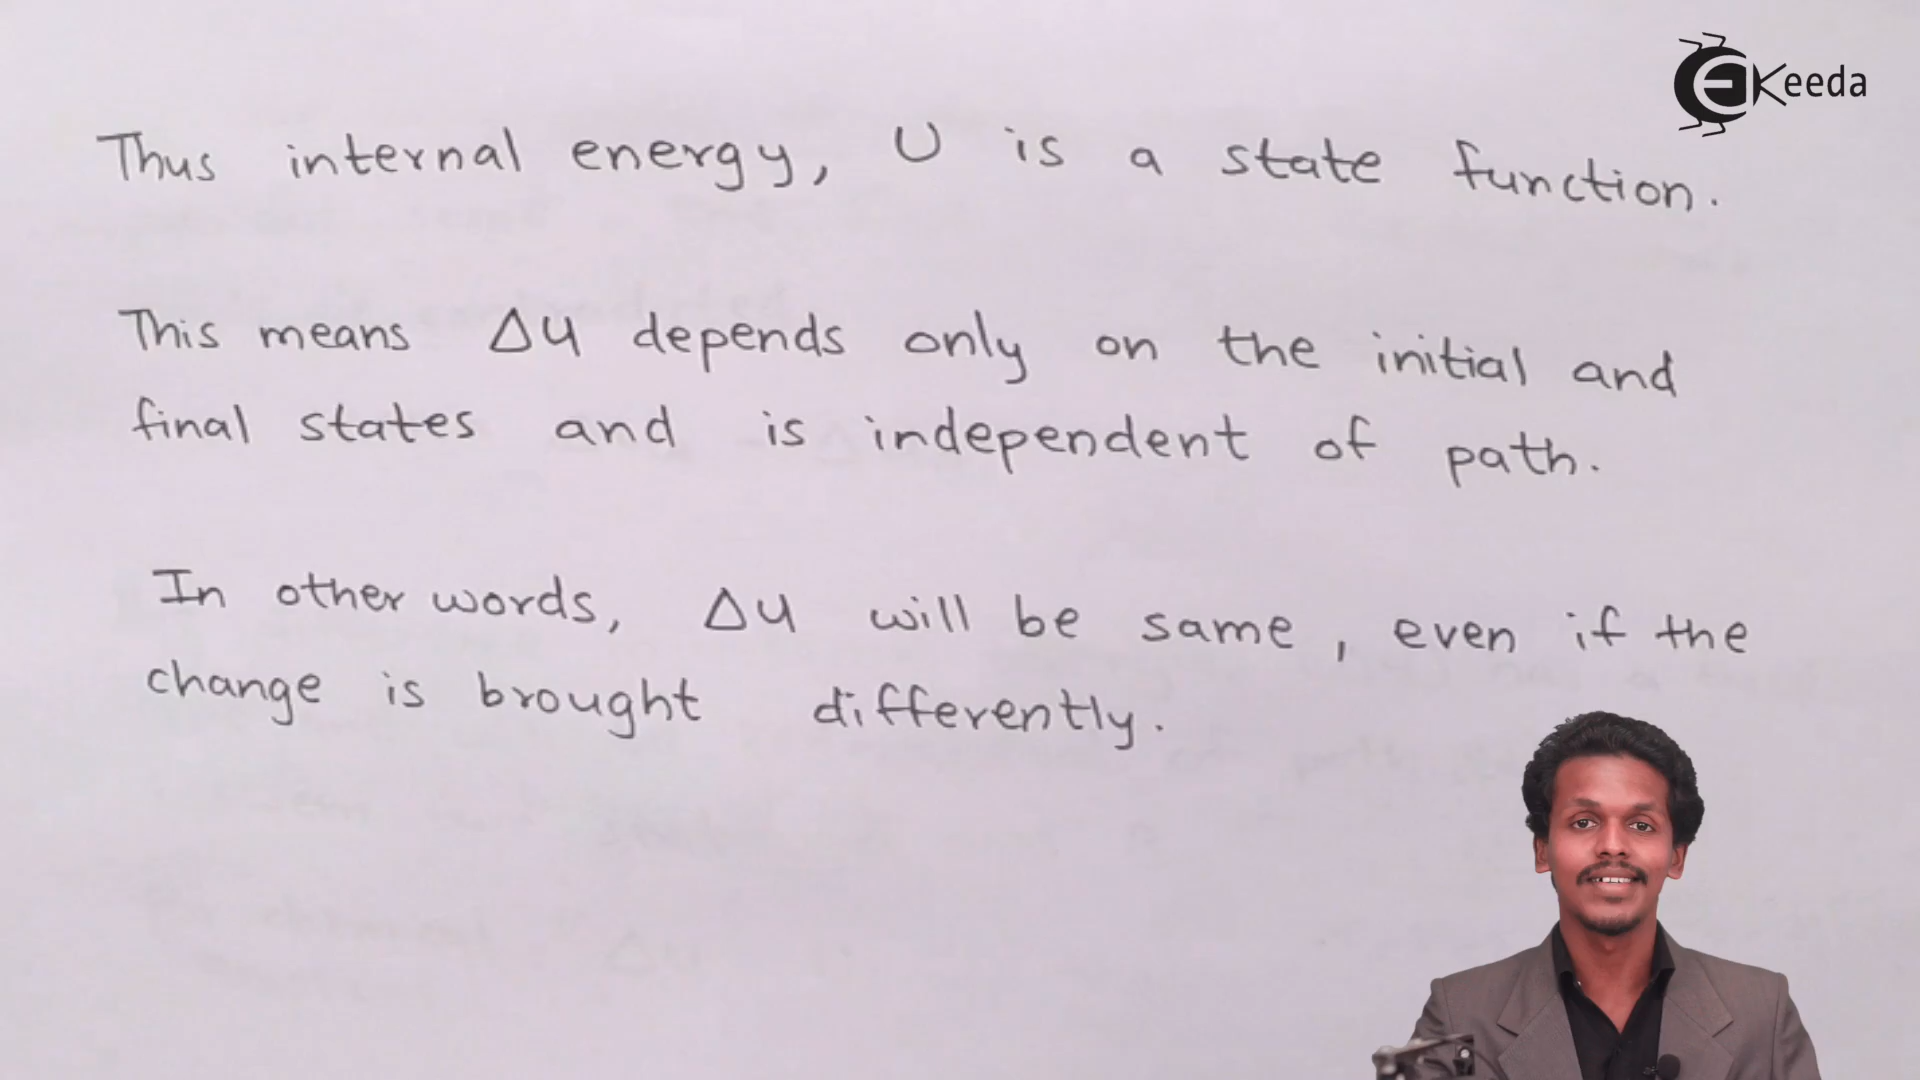 EKeeda
Thus internal energy, U is a state function.
This means ΔU depends only on the initial and
final states and is independent of path.
In other words, ΔU will be same, even if the
change is brought differently.